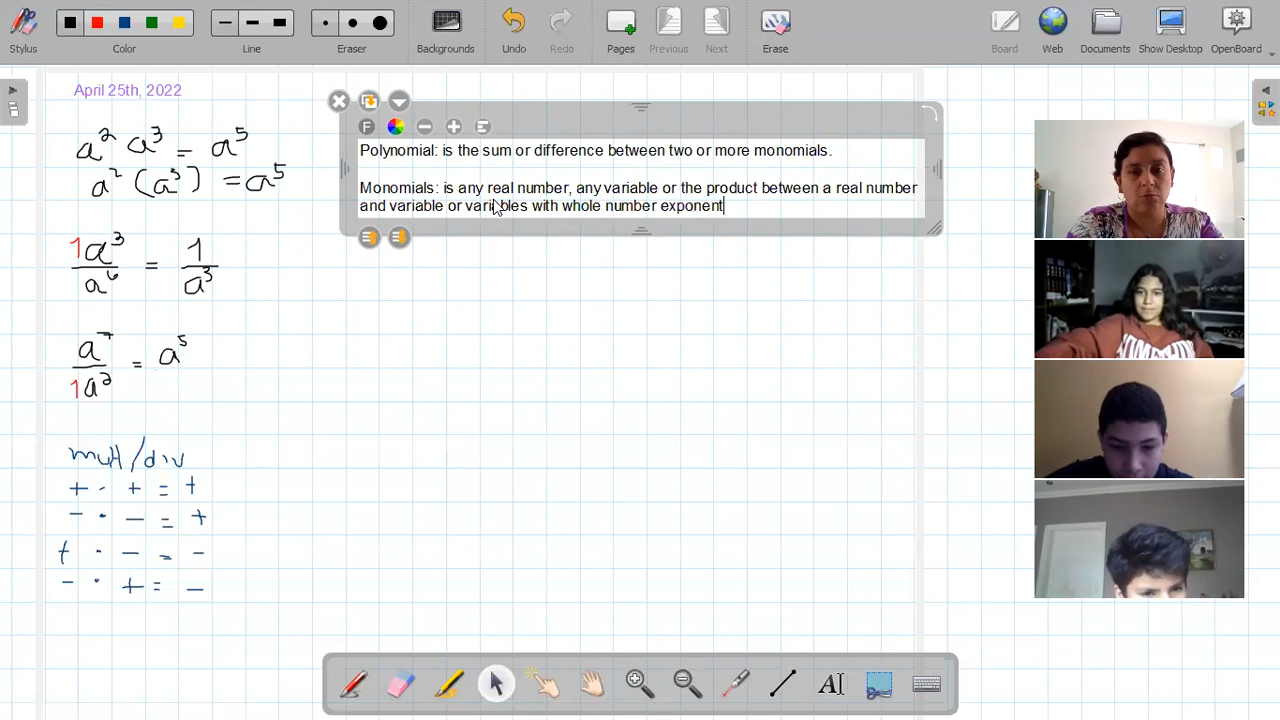 Stylus
Color
Line
Eraser
Backgrounds
Undo
Redo
Pages
Previous
Next
Erase
Board
Web
Documents
Show Desktop
OpenBoard
April 25th, 2022
a² a³ = a⁵
a² (a³) = a⁵
1a³/a⁶ = 1/a³
a⁷/1a² = a⁵
mult/div
+ · + = +
- · - = +
+ · - = -
- · + = -
F
Polynomial: is the sum or difference between two or more monomials.
Monomials: is any real number, any variable or the product between a real number
and variable or variables with whole number exponent
AI